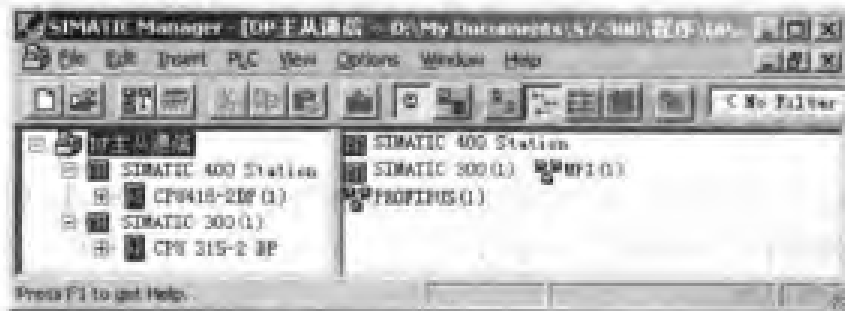 SIMATIC Manager - [DP主从通信 -- D:\My Documents\S7-300\程序\DP...
File Edit Insert PLC View Options Window Help
< No Filter
DP主从通信
SIMATIC 400 Station
CPU416-2DP(1)
SIMATIC 300(1)
CPU 315-2 DP
SIMATIC 400 Station
SIMATIC 300(1) MPI(1)
PROFIBUS(1)
Press F1 to get Help.